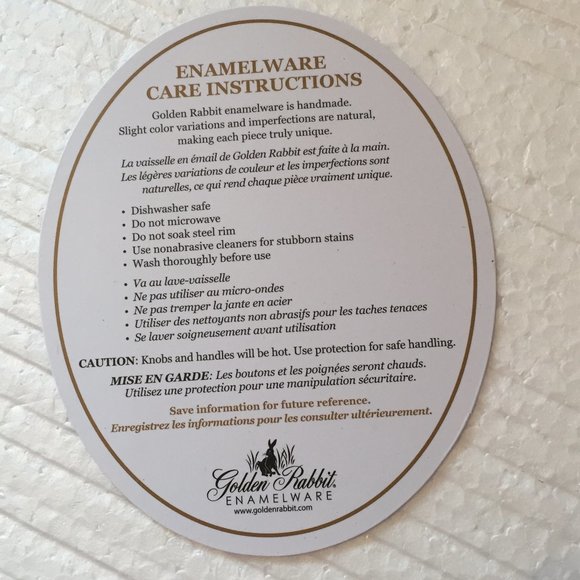 ENAMELWARE
CARE INSTRUCTIONS
Golden Rabbit enamelware is handmade.
Slight color variations and imperfections are natural,
making each piece truly unique.
La vaisselle en émail de Golden Rabbit est faite à la main.
Les légères variations de couleur et les imperfections sont
naturelles, ce qui rend chaque pièce vraiment unique.
• Dishwasher safe
• Do not microwave
• Do not soak steel rim
• Use nonabrasive cleaners for stubborn stains
• Wash thoroughly before use
• Va au lave-vaisselle
• Ne pas utiliser au micro-ondes
• Ne pas tremper la jante en acier
• Utiliser des nettoyants non abrasifs pour les taches tenaces
• Se laver soigneusement avant utilisation
CAUTION: Knobs and handles will be hot. Use protection for safe handling.
MISE EN GARDE: Les boutons et les poignées seront chauds.
Utilisez une protection pour une manipulation sécuritaire.
Save information for future reference.
Enregistrez les informations pour les consulter ultérieurement.
Golden Rabbit®
ENAMELWARE
www.goldenrabbit.com